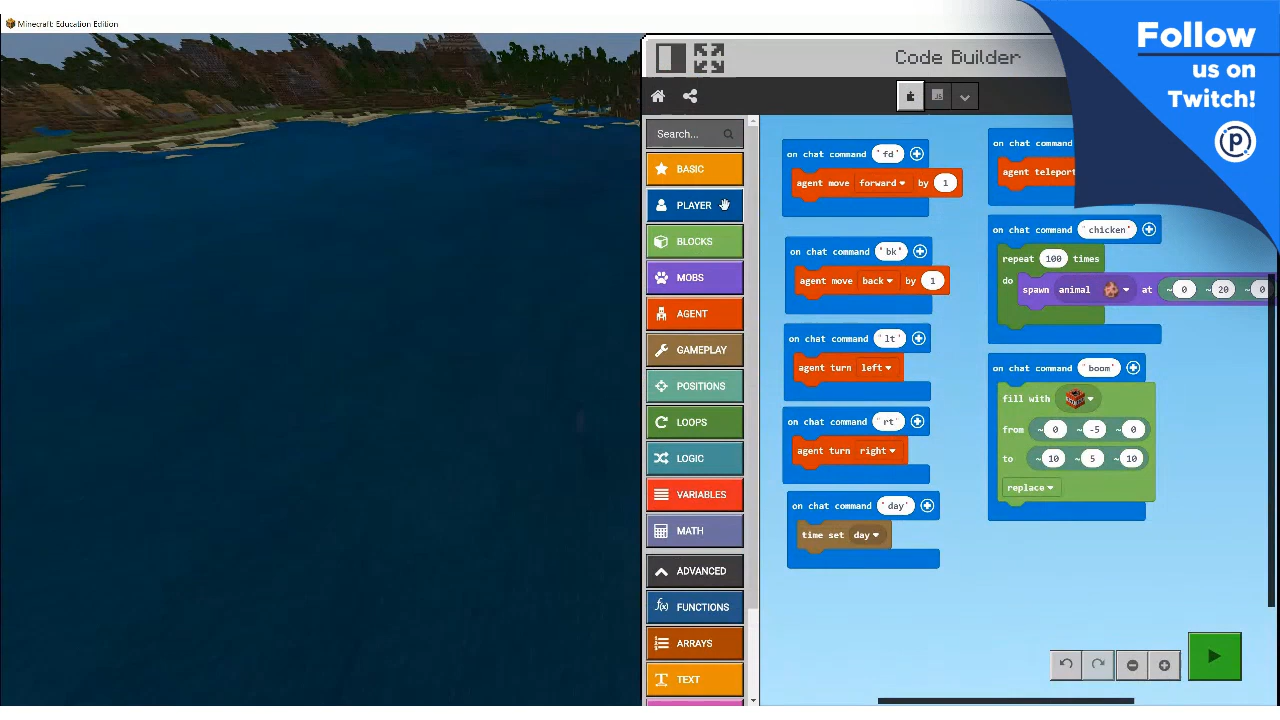 Minecraft: Education Edition
Code Builder
Follow
us on
Twitch!
Search...
BASIC
PLAYER
BLOCKS
MOBS
AGENT
GAMEPLAY
POSITIONS
LOOPS
LOGIC
VARIABLES
MATH
ADVANCED
FUNCTIONS
ARRAYS
TEXT
on chat command "fd"
agent move forward by 1
on chat command "bk"
agent move back by 1
on chat command "lt"
agent turn left
on chat command "rt"
agent turn right
on chat command "day"
time set day
on chat command
agent teleport
on chat command "chicken"
repeat 100 times
do spawn animal at ~0 ~20 ~0
on chat command "boom"
fill with
from ~0 ~-5 ~0
to ~10 ~5 ~10
replace